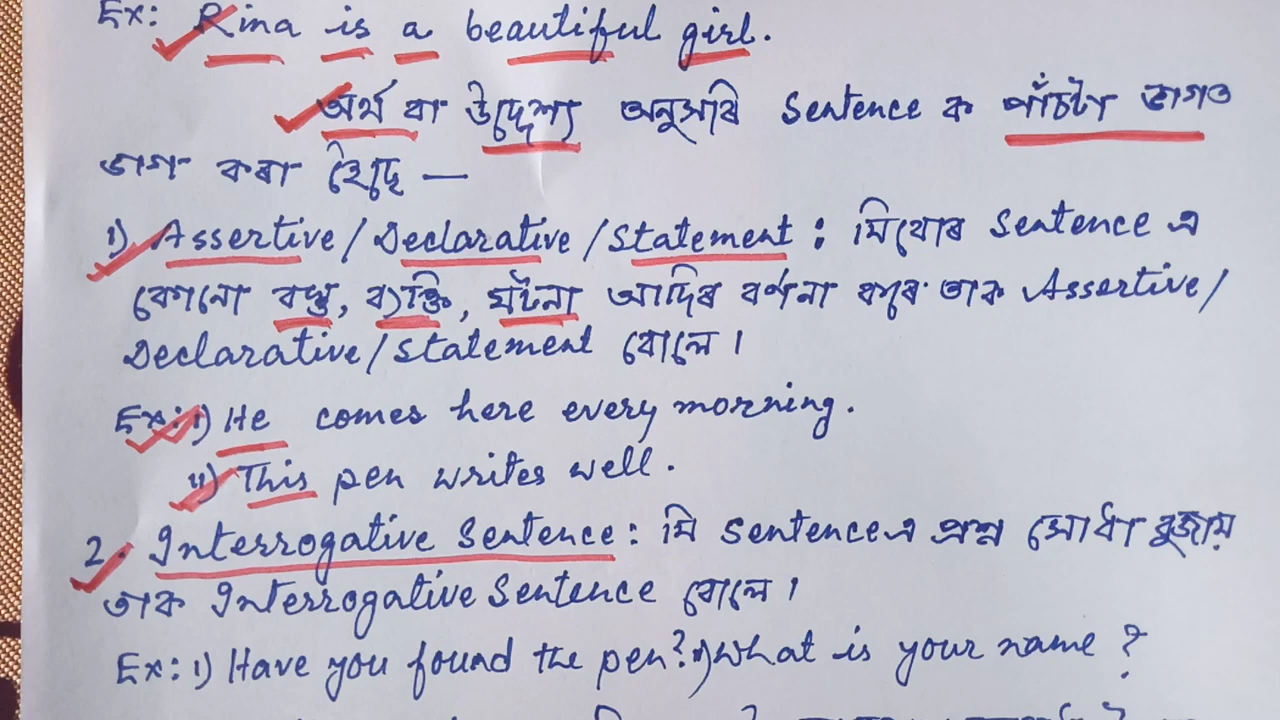 Ex: Rina is a beautiful girl.
অৰ্থ বা উদ্দেশ্য অনুসৰি Sentence ক পাঁচটা ভাগত
ভাগ কৰা হৈছে —
1) Assertive/Declarative/Statement : যিবোৰ Sentence এ
কোনো বস্তু, ব্যক্তি, ঘটনা আদিৰ বৰ্ণনা কৰে তাক Assertive/
Declarative/Statement বোলে।
Ex: i) He comes here every morning.
ii) This pen writes well.
2. Interrogative Sentence : যি Sentence এ প্ৰশ্ন সোধা বুজায়
তাক Interrogative Sentence বোলে।
Ex: i) Have you found the pen? ii) What is your name ?